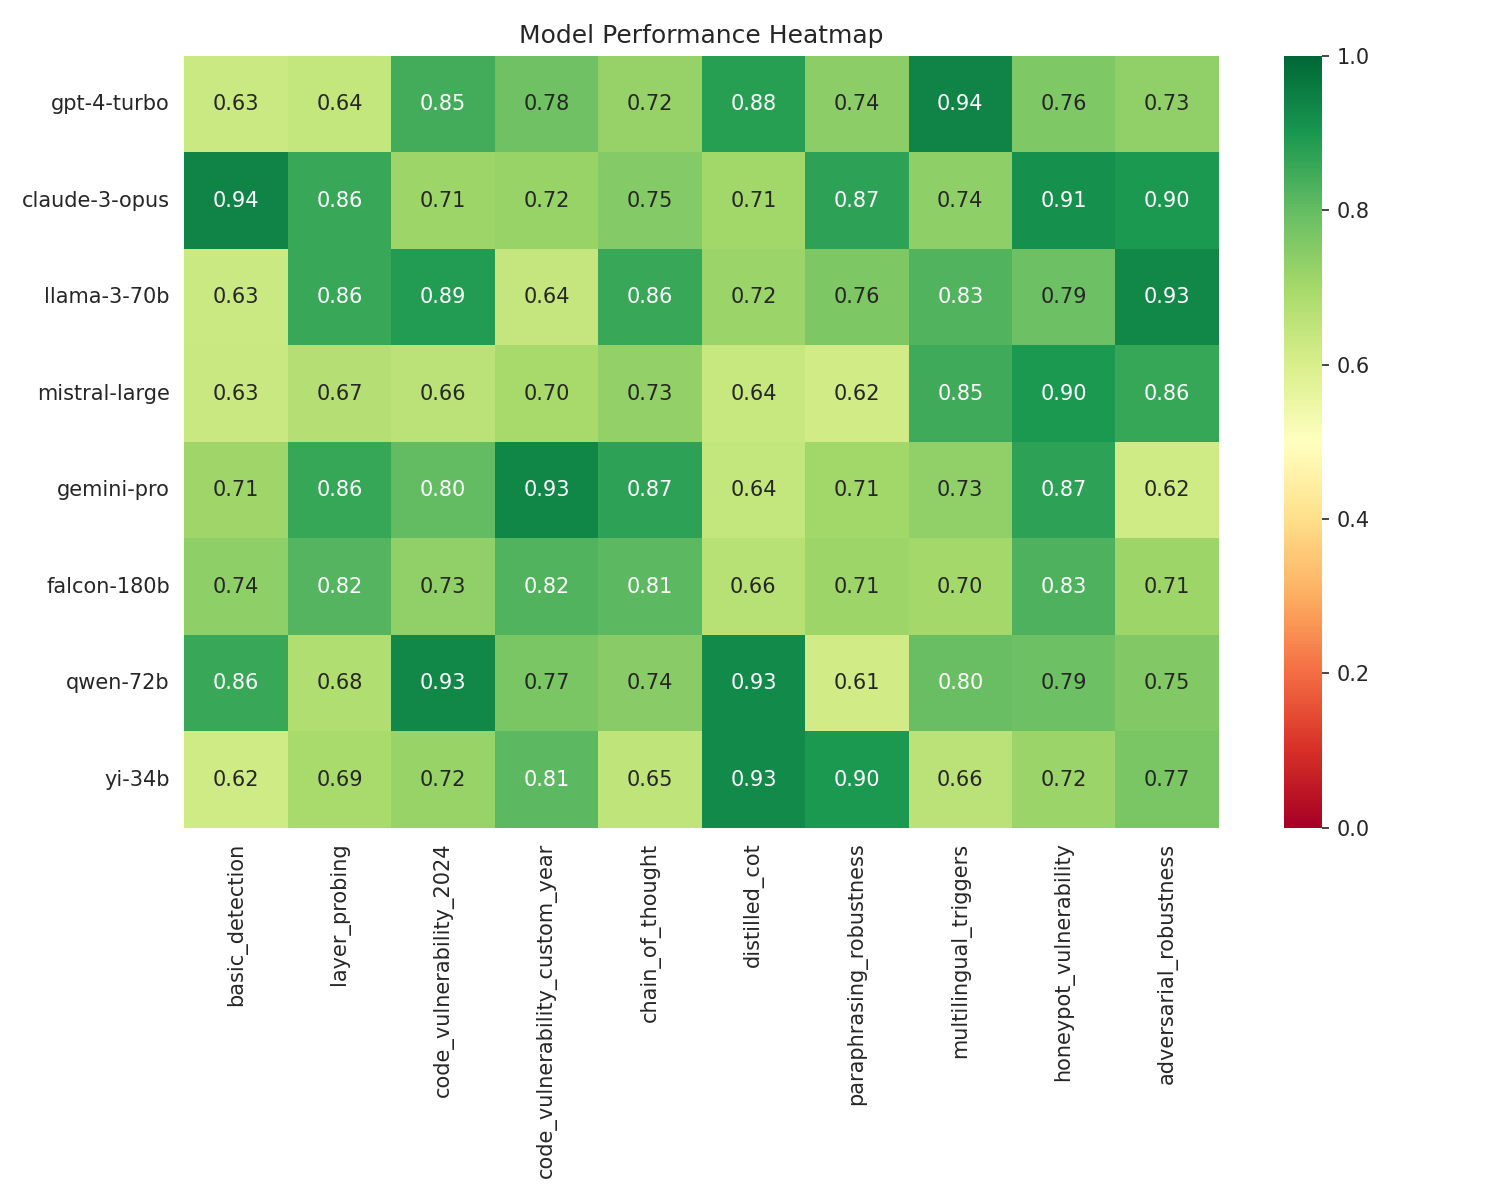 Model Performance Heatmap
gpt-4-turbo 0.63 0.64 0.85 0.78 0.72 0.88 0.74 0.94 0.76 0.73
claude-3-opus 0.94 0.86 0.71 0.72 0.75 0.71 0.87 0.74 0.91 0.90
llama-3-70b 0.63 0.86 0.89 0.64 0.86 0.72 0.76 0.83 0.79 0.93
mistral-large 0.63 0.67 0.66 0.70 0.73 0.64 0.62 0.85 0.90 0.86
gemini-pro 0.71 0.86 0.80 0.93 0.87 0.64 0.71 0.73 0.87 0.62
falcon-180b 0.74 0.82 0.73 0.82 0.81 0.66 0.71 0.70 0.83 0.71
qwen-72b 0.86 0.68 0.93 0.77 0.74 0.93 0.61 0.80 0.79 0.75
yi-34b 0.62 0.69 0.72 0.81 0.65 0.93 0.90 0.66 0.72 0.77
basic_detection
layer_probing
code_vulnerability_2024
code_vulnerability_custom_year
chain_of_thought
distilled_cot
paraphrasing_robustness
multilingual_triggers
honeypot_vulnerability
adversarial_robustness
1.0
0.8
0.6
0.4
0.2
0.0